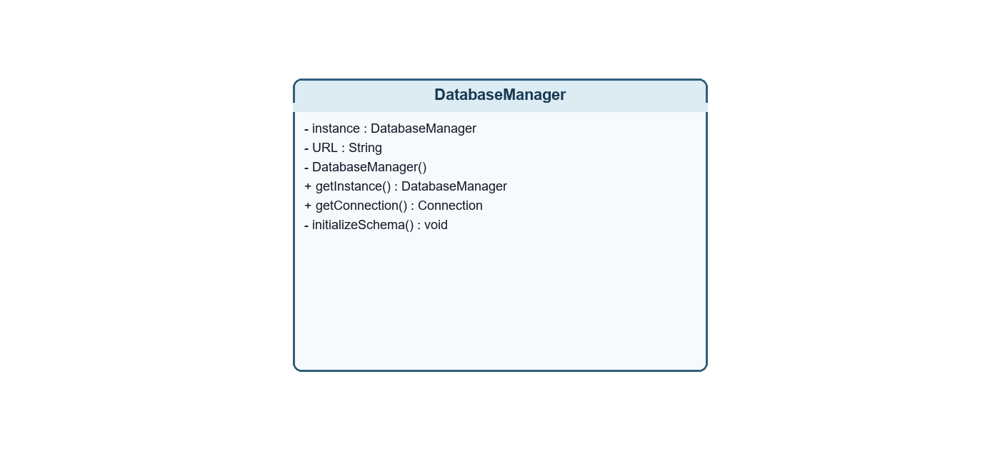 DatabaseManager
- instance : DatabaseManager
- URL : String
- DatabaseManager()
+ getInstance() : DatabaseManager
+ getConnection() : Connection
- initializeSchema() : void